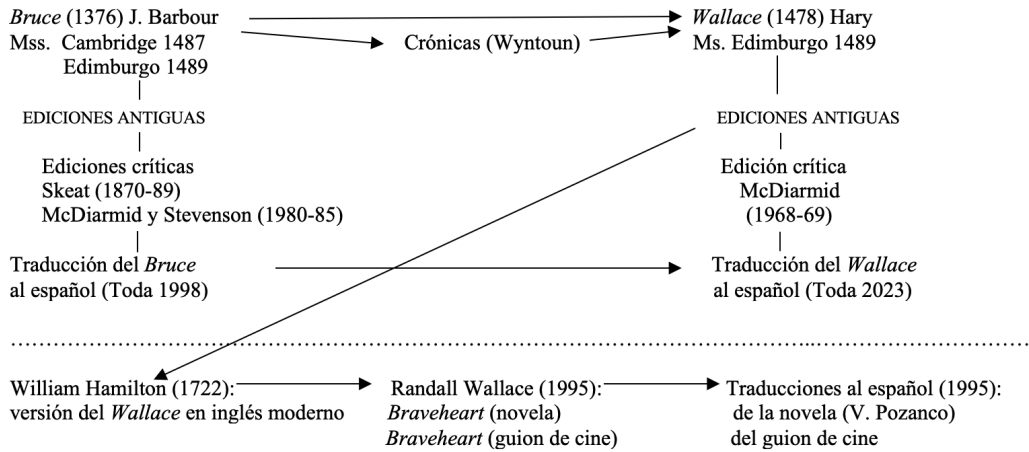 Bruce (1376) J. Barbour
Mss. Cambridge 1487
Edimburgo 1489
Crónicas (Wyntoun)
Wallace (1478) Hary
Ms. Edimburgo 1489
EDICIONES ANTIGUAS
EDICIONES ANTIGUAS
Ediciones críticas
Skeat (1870-89)
McDiarmid y Stevenson (1980-85)
Edición crítica
McDiarmid
(1968-69)
Traducción del Bruce
al español (Toda 1998)
Traducción del Wallace
al español (Toda 2023)
William Hamilton (1722):
versión del Wallace en inglés moderno
Randall Wallace (1995):
Braveheart (novela)
Braveheart (guion de cine)
Traducciones al español (1995):
de la novela (V. Pozanco)
del guion de cine